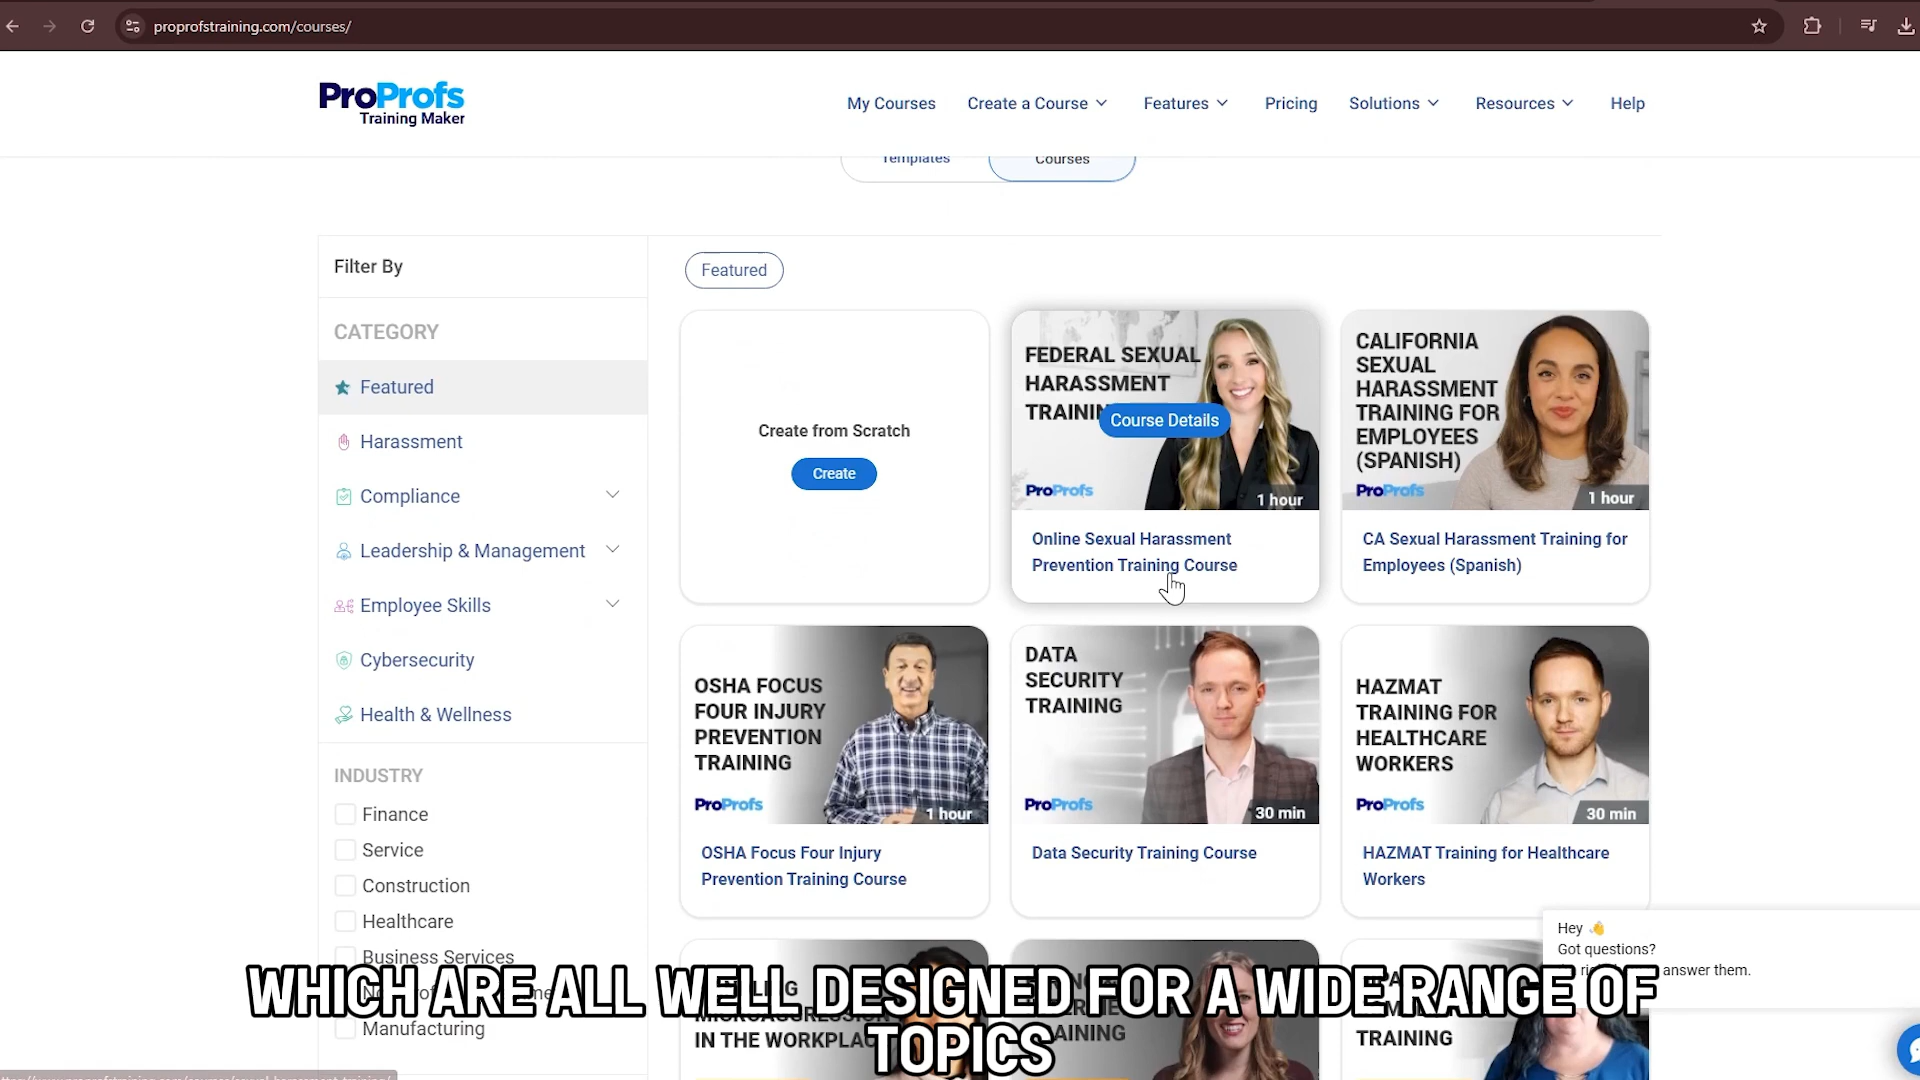 proprofstraining.com/courses/
ProProfs
Training Maker
My Courses
Create a Course
Features
Pricing
Solutions
Resources
Help
Templates
Courses
Filter By
CATEGORY
Featured
Harassment
Compliance
Leadership & Management
Employee Skills
Cybersecurity
Health & Wellness
INDUSTRY
Finance
Service
Construction
Healthcare
Business Services
Manufacturing
Featured
Create from Scratch
Create
FEDERAL SEXUAL
HARASSMENT
Course Details
ProProfs
1 hour
Online Sexual Harassment
Prevention Training Course
CALIFORNIA
SEXUAL
HARASSMENT
TRAINING FOR
EMPLOYEES
(SPANISH)
ProProfs
1 hour
CA Sexual Harassment Training for
Employees (Spanish)
OSHA FOCUS
FOUR INJURY
PREVENTION
TRAINING
ProProfs
1 hour
OSHA Focus Four Injury
Prevention Training Course
DATA
SECURITY
TRAINING
ProProfs
30 min
Data Security Training Course
HAZMAT
TRAINING FOR
HEALTHCARE
WORKERS
ProProfs
30 min
HAZMAT Training for Healthcare
Workers
IN THE
TRAINING
Hey 👋
Got questions?
answer them.
WHICH ARE ALL WELL DESIGNED FOR A WIDE RANGE OF
TOPICS